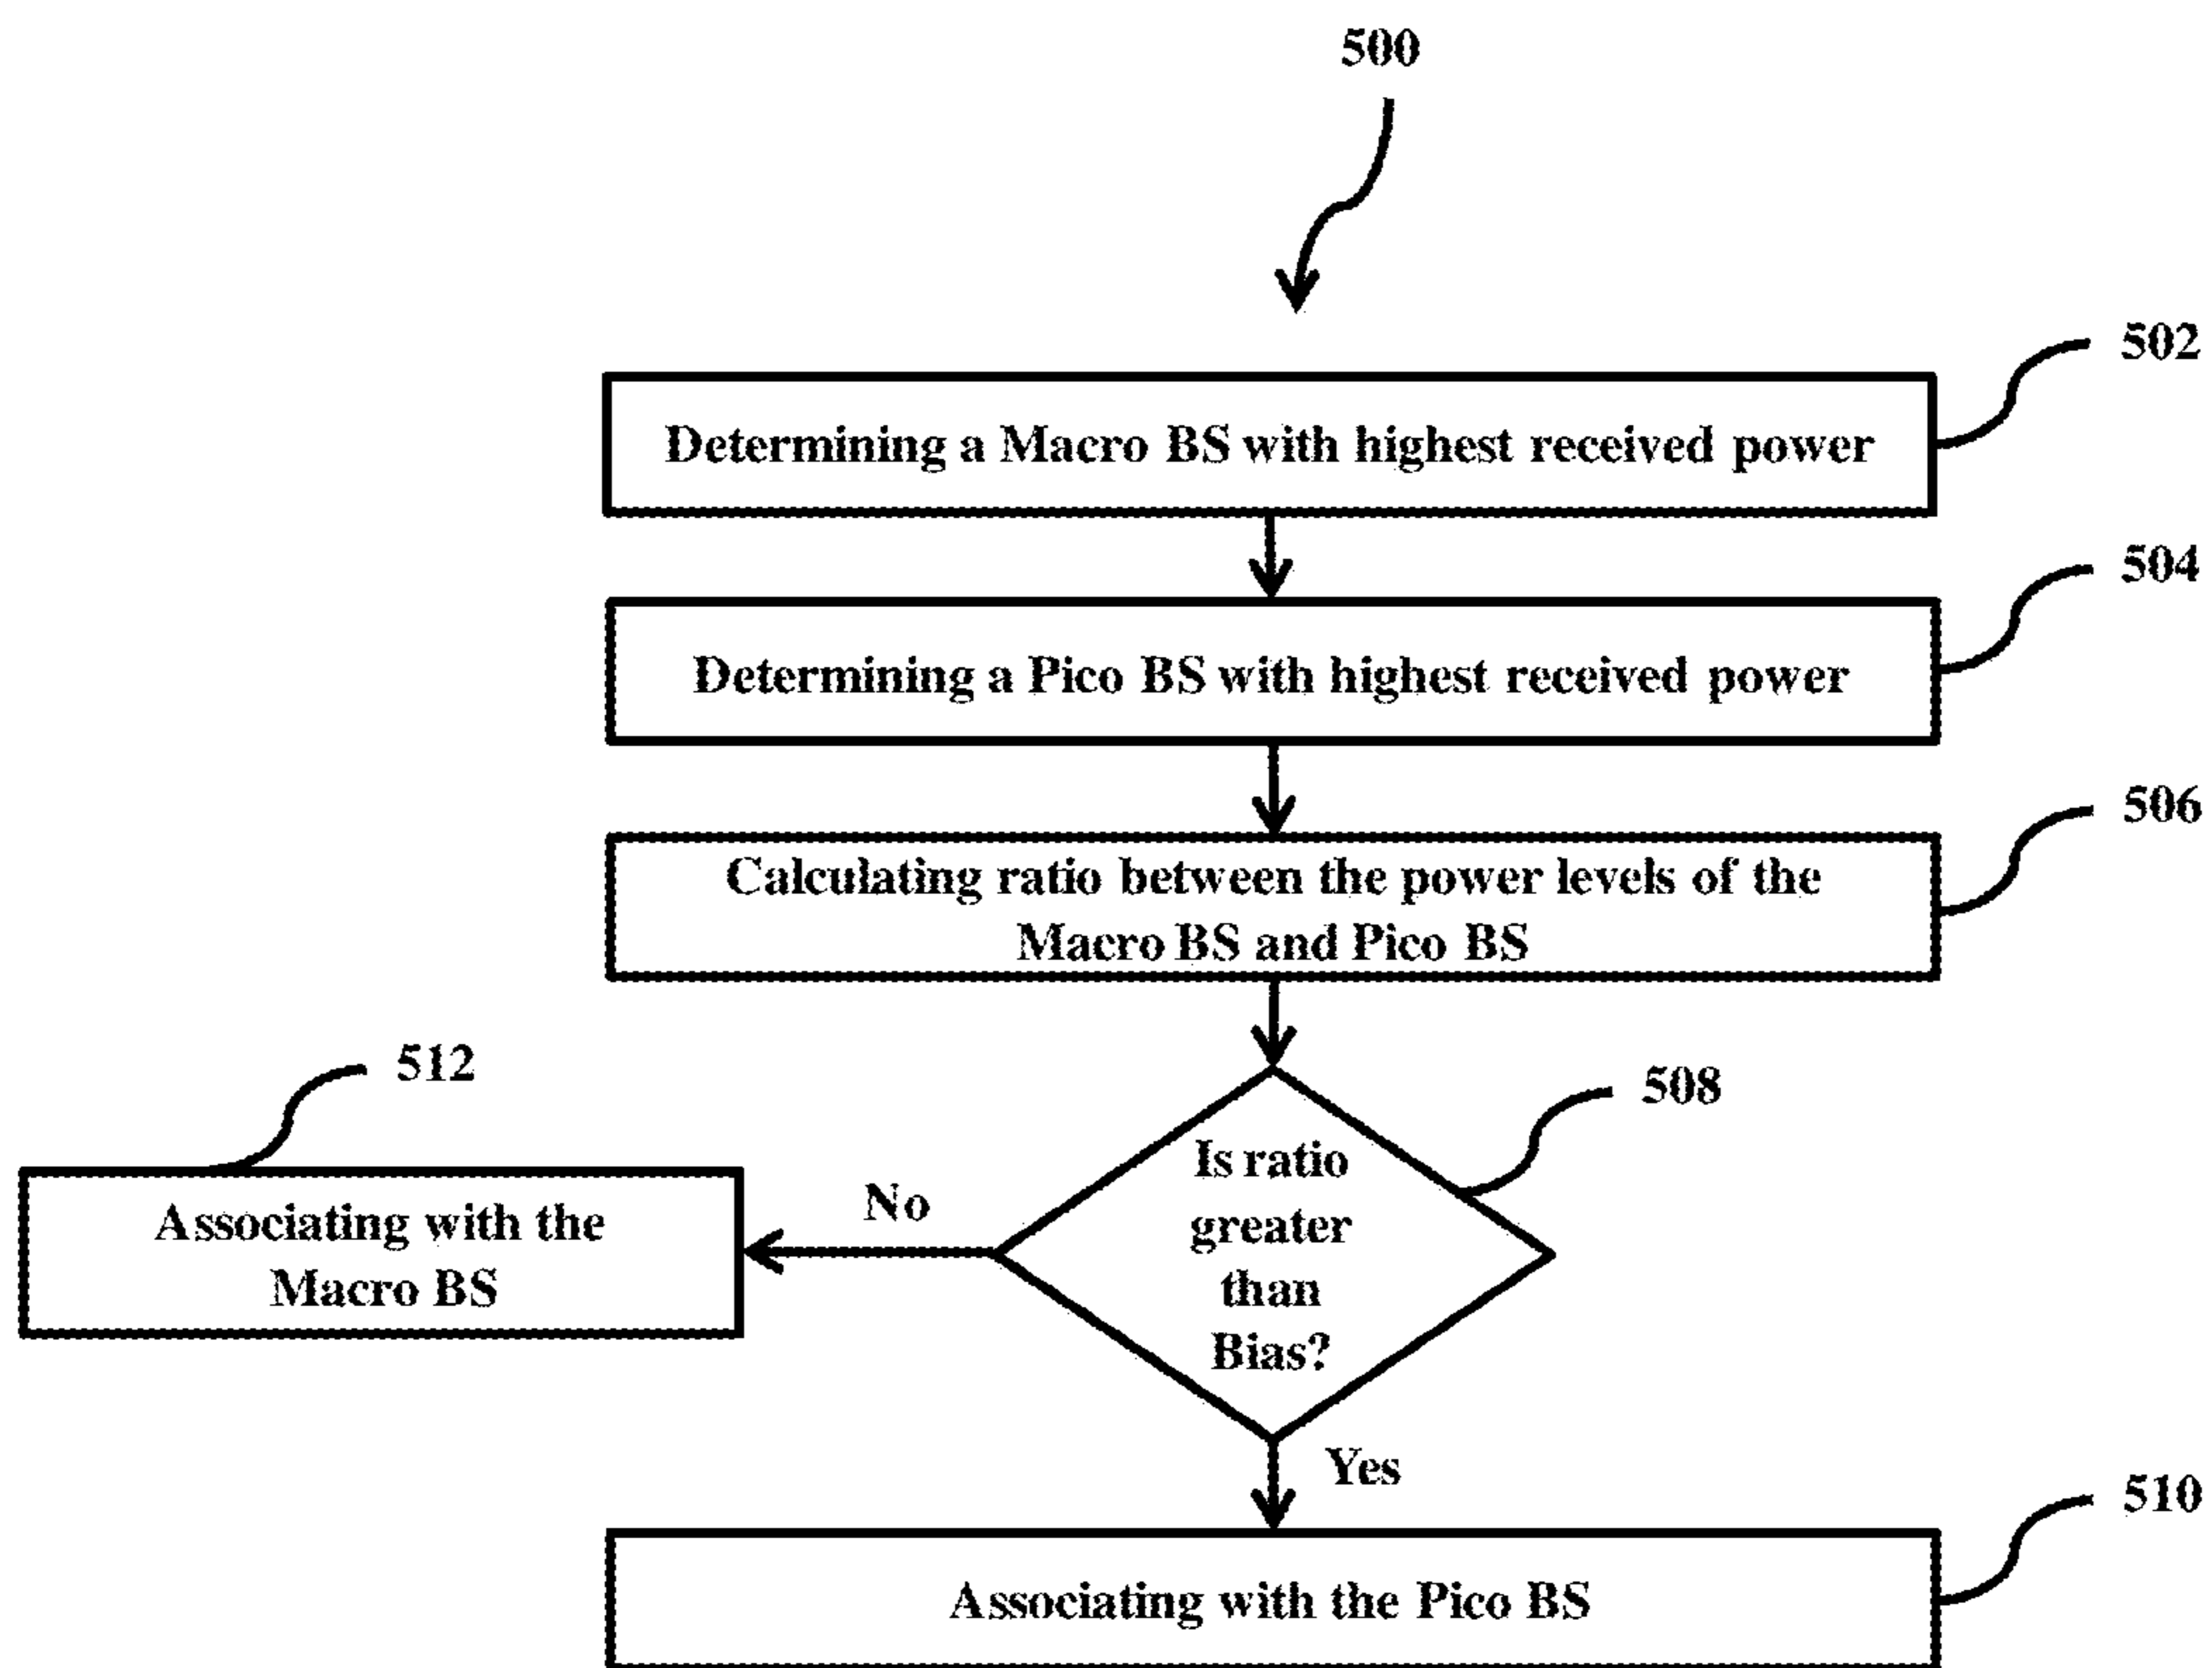 500
502
Determining a Macro BS with highest received power
504
Determining a Pico BS with highest received power
506
Calculating ratio between the power levels of the
Macro BS and Pico BS
512
508
Associating with the
Macro BS
No
Is ratio
greater
than
Bias?
Yes
510
Associating with the Pico BS